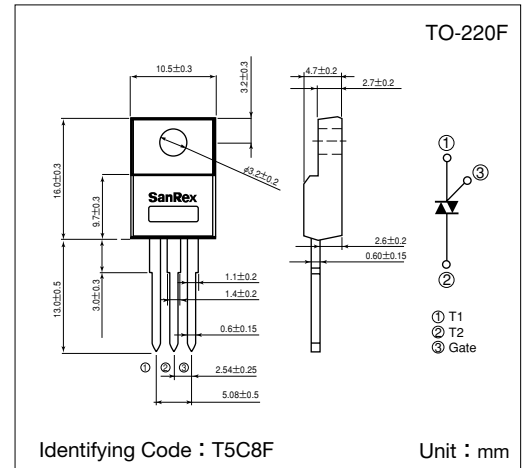 TO-220F
10.5±0.3
3.2±0.3
4.7±0.2
2.7±0.2
16.0±0.3
9.7±0.3
φ3.2±0.2
SanRex
13.0±0.5
3.0±0.3
1.1±0.2
1.4±0.2
0.6±0.15
2.54±0.25
5.08±0.5
① ② ③
2.6±0.2
0.60±0.15
①
③
②
① T1
② T2
③ Gate
Identifying Code：T5C8F
Unit：mm